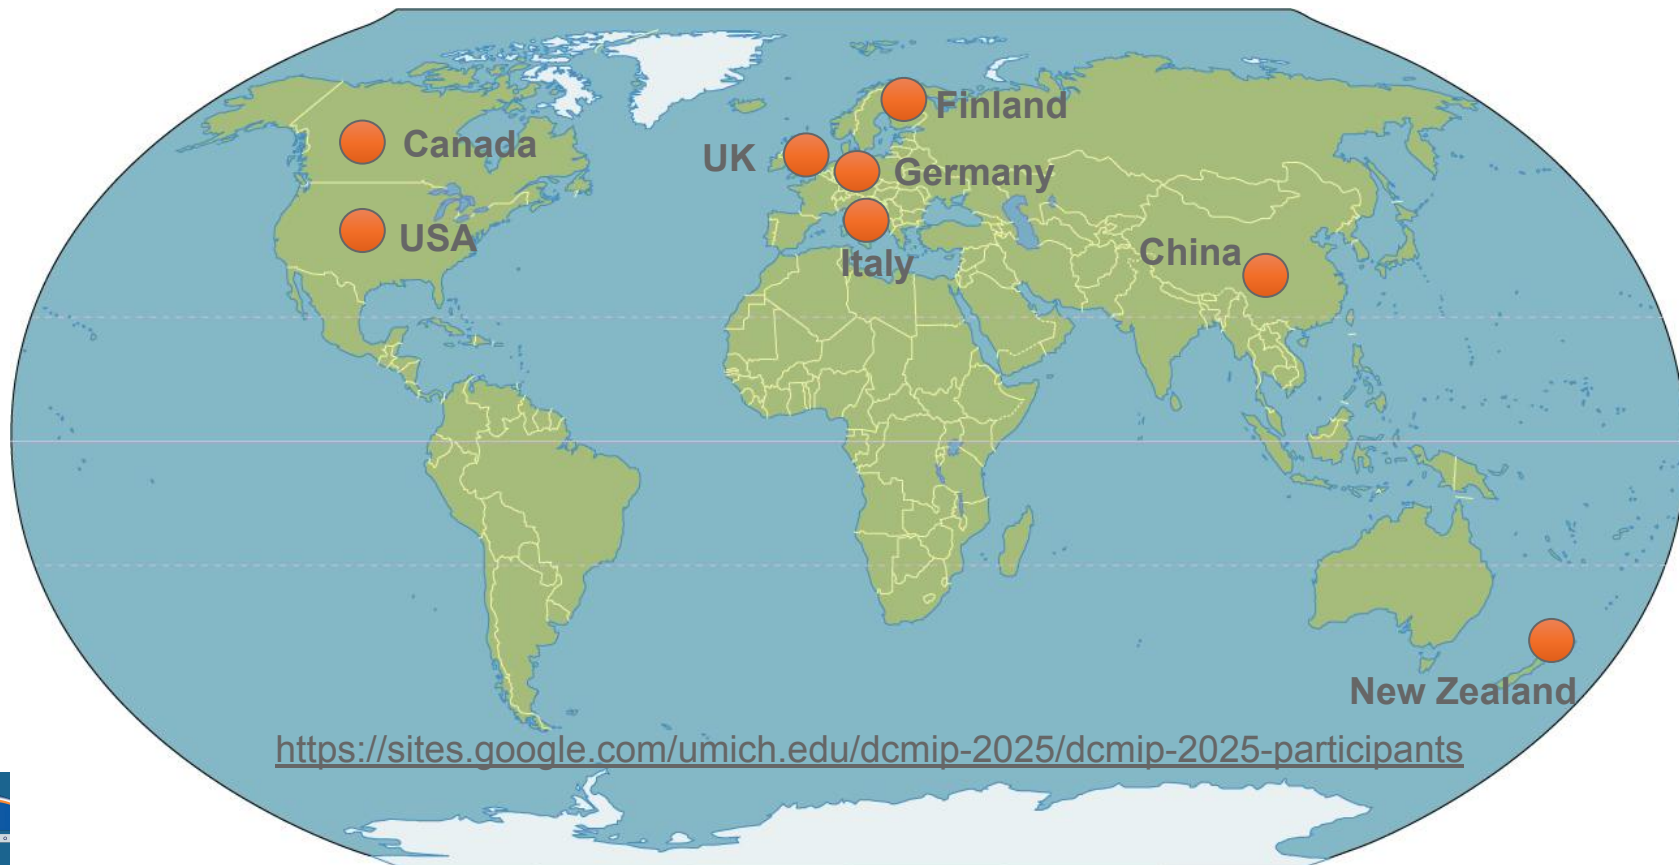 Finland
Canada
UK
Germany
USA
China
Italy
New Zealand
https://sites.google.com/umich.edu/dcmip-2025/dcmip-2025-participants